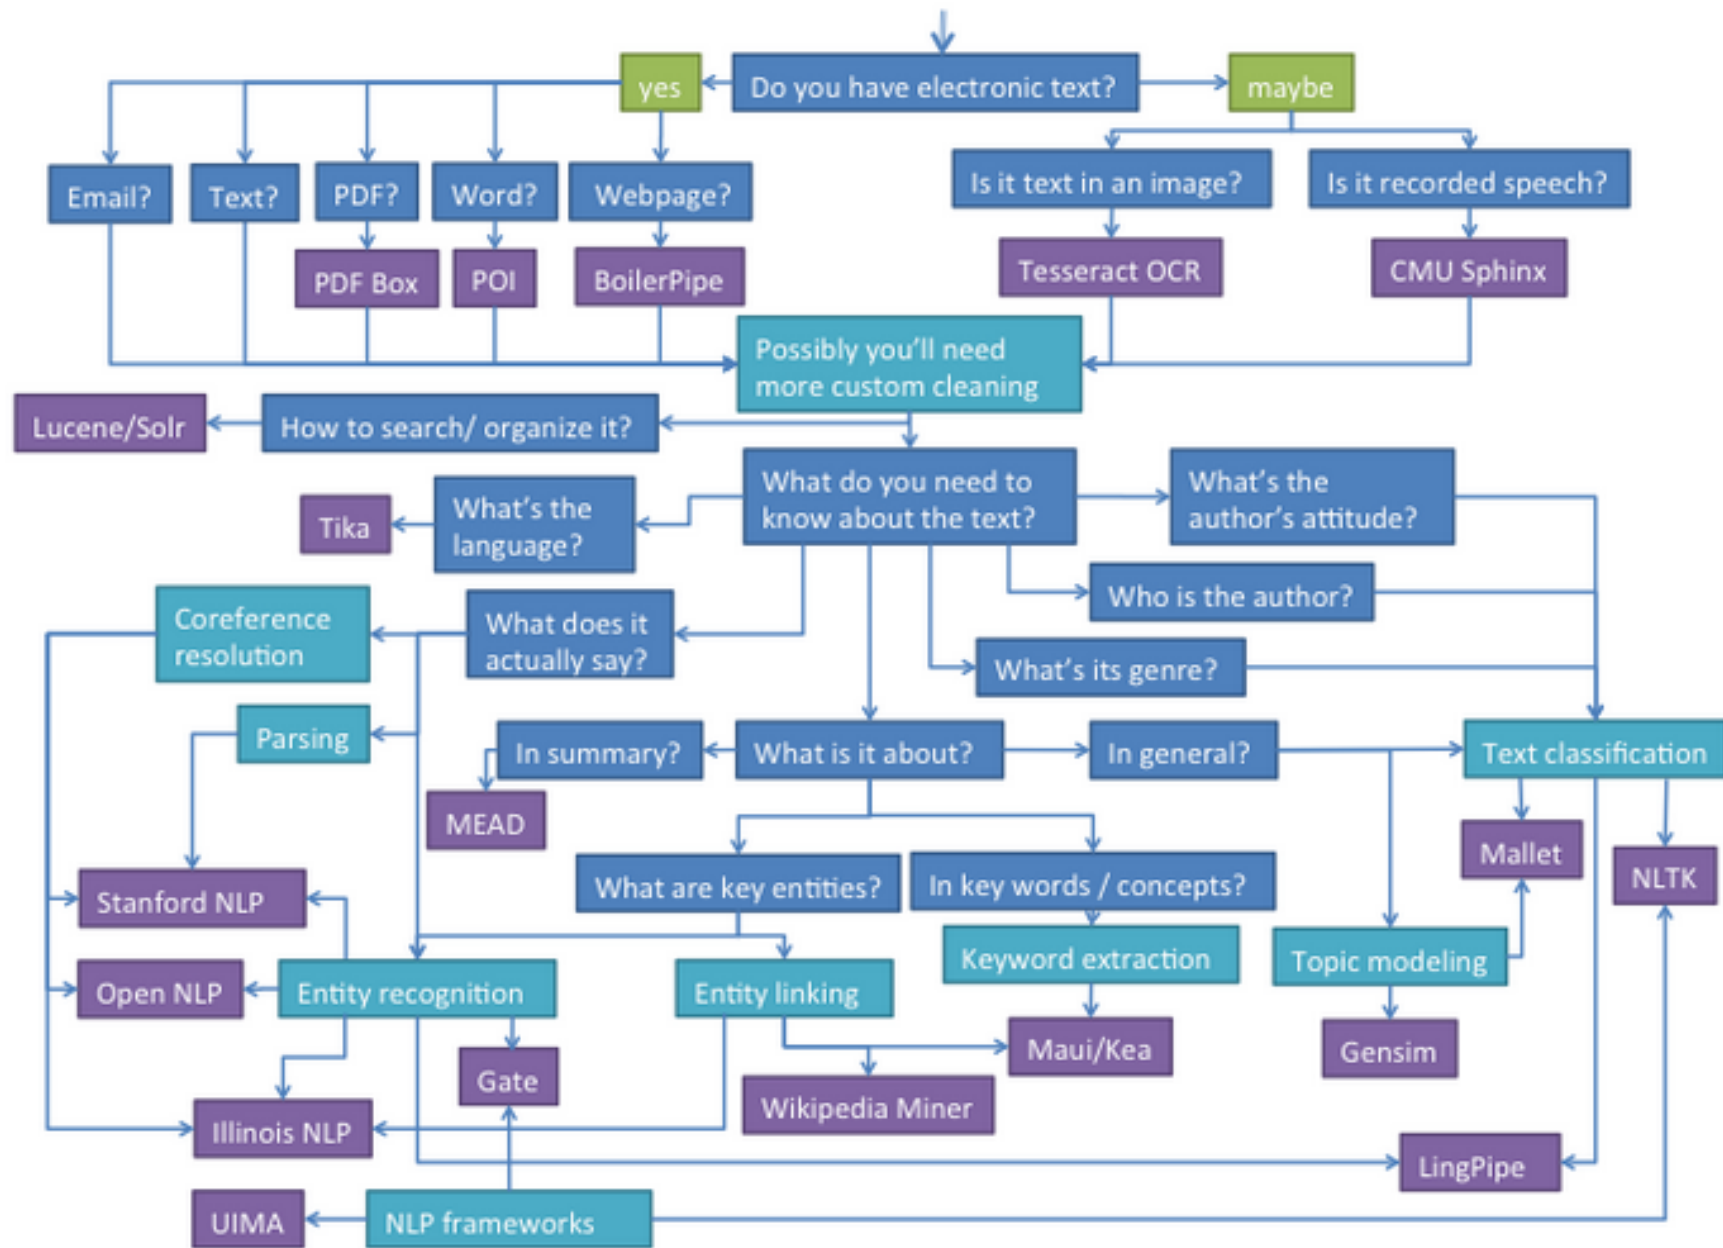 yes
Do you have electronic text?
maybe
Email?
Text?
PDF?
Word?
Webpage?
Is it text in an image?
Is it recorded speech?
PDF Box
POI
BoilerPipe
Tesseract OCR
CMU Sphinx
Possibly you'll need
more custom cleaning
Lucene/Solr
How to search/ organize it?
What do you need to
know about the text?
What's the
author's attitude?
Tika
What's the
language?
Who is the author?
Coreference
resolution
What does it
actually say?
What's its genre?
Parsing
In summary?
What is it about?
In general?
Text classification
MEAD
Mallet
NLTK
What are key entities?
In key words / concepts?
Stanford NLP
Keyword extraction
Topic modeling
Open NLP
Entity recognition
Entity linking
Maui/Kea
Gensim
Gate
Wikipedia Miner
Illinois NLP
LingPipe
UIMA
NLP frameworks